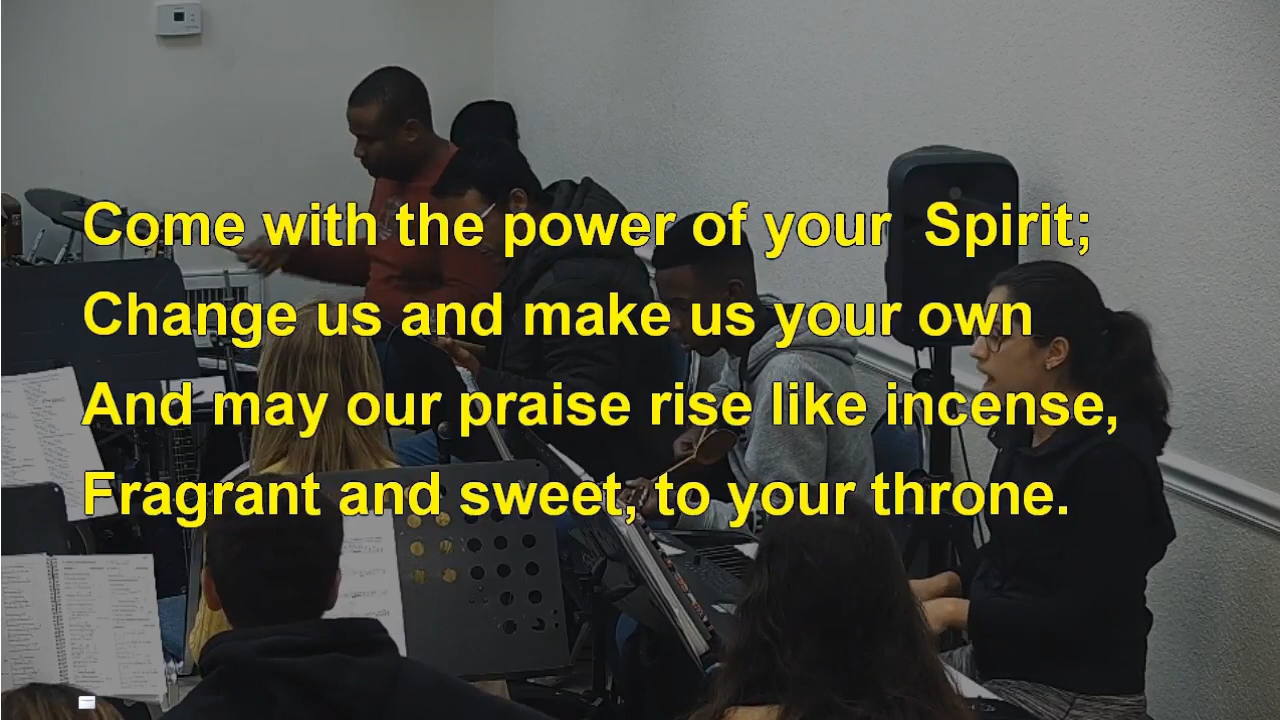 Come with the power of your  Spirit;
Change us and make us your own
And may our praise rise like incense,
Fragrant and sweet, to your throne.